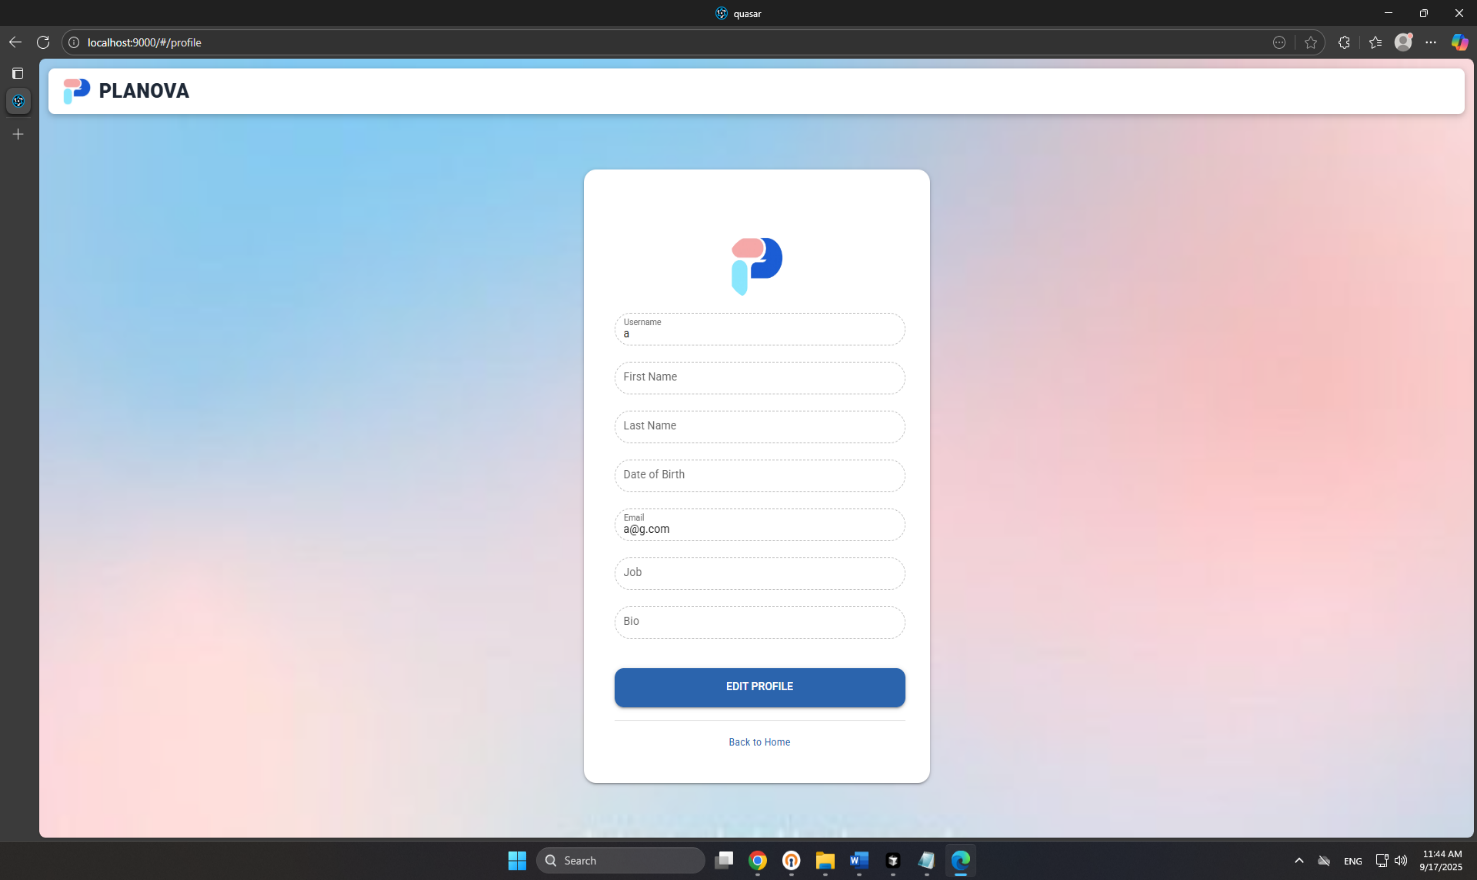 quasar
localhost:9000/#/profile
PLANOVA
Username
a
First Name
Last Name
Date of Birth
Email
a@g.com
Job
Bio
EDIT PROFILE
Back to Home
Search
ENG
11:44 AM
9/17/2025